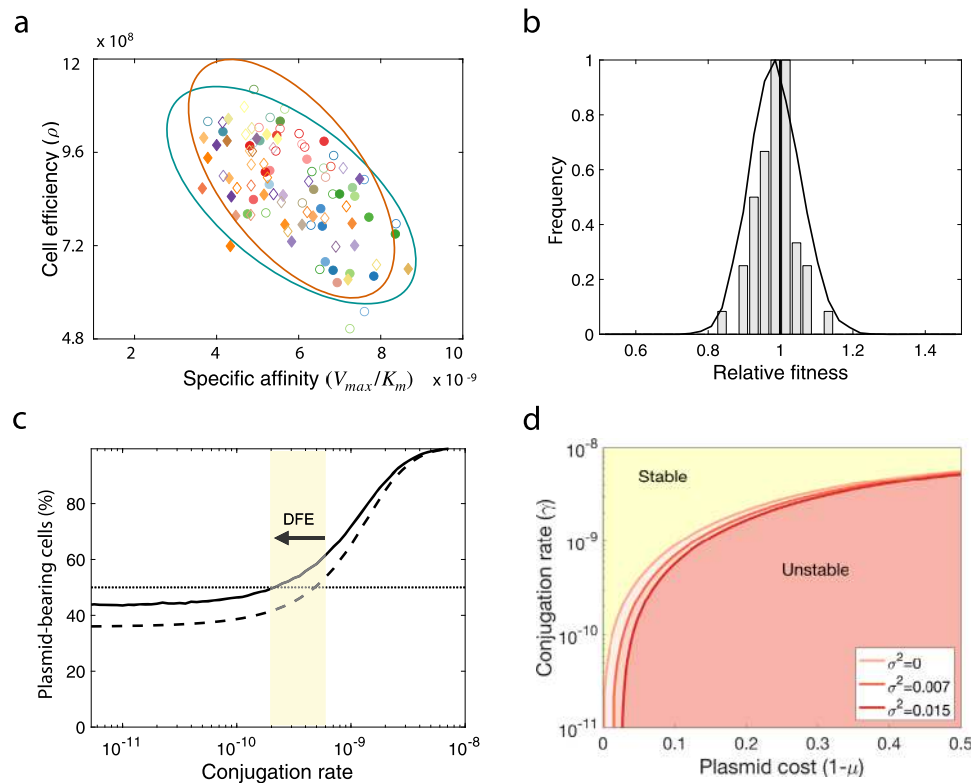 a
x 10⁸
12
9.6
7.2
4.8
Cell efficiency (ρ)
2
4
6
8
10
Specific affinity (V_max/K_m)
x 10⁻⁹
b
1
0.8
0.6
0.4
0.2
0
Frequency
0.6
0.8
1
1.2
1.4
Relative fitness
c
80
60
40
20
0
Plasmid-bearing cells (%)
DFE
10⁻¹¹
10⁻¹⁰
10⁻⁹
10⁻⁸
Conjugation rate
d
10⁻⁸
10⁻⁹
10⁻¹⁰
10⁻¹¹
Conjugation rate (γ)
Stable
Unstable
σ²=0
σ²=0.007
σ²=0.015
0
0.1
0.2
0.3
0.4
0.5
Plasmid cost (1-μ)